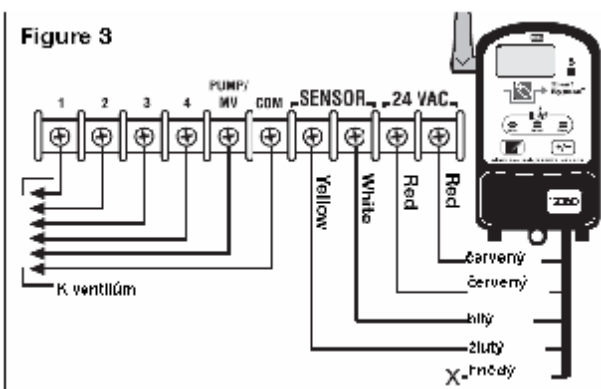 Figure 3
1 2 3 4 PUMP/ MV COM SENSOR 24 VAC
Yellow
White
Red
Red
K ventilům
červený
červený
bílý
žlutý
X-hnědý